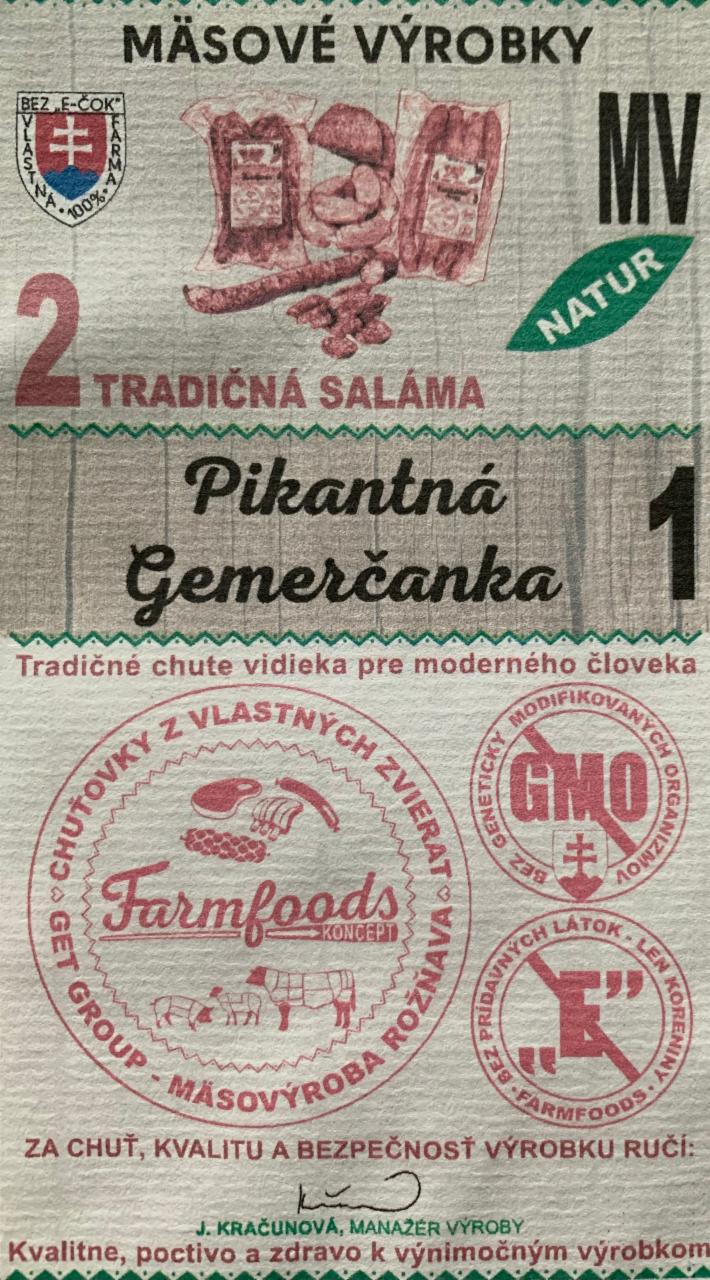 MÄSOVÉ VÝROBKY
BEZ „E-ČOK"
VLASTNÁ FARMA
100%
MV
NATUR
2 TRADIČNÁ SALÁMA
Pikantná
Gemerčanka
1
Tradičné chute vidieka pre moderného človeka
CHUŤOVKY Z VLASTNÝCH ZVIERAT
Farmfoods
KONCEPT
GET GROUP - MÄSOVÝROBA ROŽŇAVA
BEZ GENETICKY MODIFIKOVANÝCH ORGANIZMOV
GMO
BEZ PRÍDAVNÝCH LÁTOK - LEN KORENINY
„E”
FARMFOODS
ZA CHUŤ, KVALITU A BEZPEČNOSŤ VÝROBKU RUČÍ:
J. KRAČUNOVÁ, MANAŽÉR VÝROBY
Kvalitne, poctivo a zdravo k výnimočným výrobkom